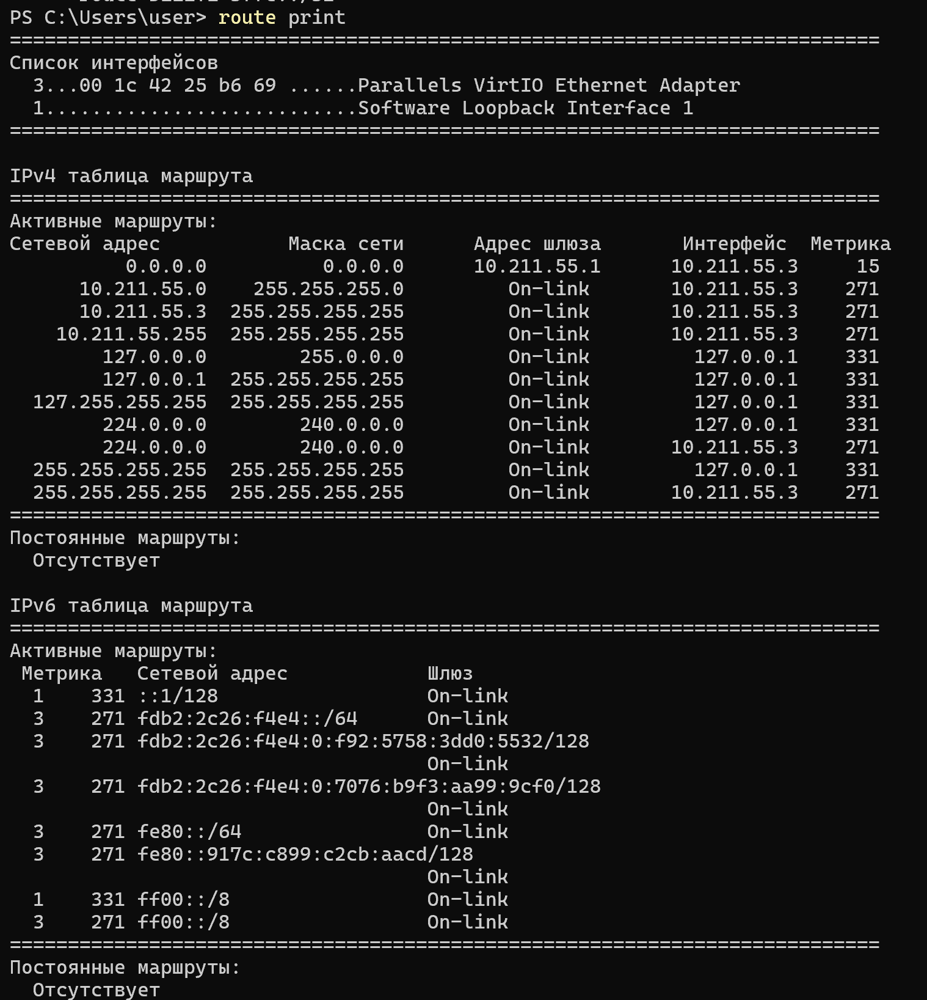 PS C:\Users\user> route print
===========================================================================
Список интерфейсов
  3...00 1c 42 25 b6 69 ......Parallels VirtIO Ethernet Adapter
  1...........................Software Loopback Interface 1
===========================================================================
IPv4 таблица маршрута
===========================================================================
Активные маршруты:
Сетевой адрес           Маска сети      Адрес шлюза       Интерфейс  Метрика
          0.0.0.0          0.0.0.0      10.211.55.1      10.211.55.3     15
      10.211.55.0    255.255.255.0         On-link      10.211.55.3    271
      10.211.55.3  255.255.255.255         On-link      10.211.55.3    271
    10.211.55.255  255.255.255.255         On-link      10.211.55.3    271
        127.0.0.0        255.0.0.0         On-link         127.0.0.1    331
        127.0.0.1  255.255.255.255         On-link         127.0.0.1    331
  127.255.255.255  255.255.255.255         On-link         127.0.0.1    331
        224.0.0.0        240.0.0.0         On-link         127.0.0.1    331
        224.0.0.0        240.0.0.0         On-link      10.211.55.3    271
  255.255.255.255  255.255.255.255         On-link         127.0.0.1    331
  255.255.255.255  255.255.255.255         On-link      10.211.55.3    271
===========================================================================
Постоянные маршруты:
  Отсутствует
IPv6 таблица маршрута
===========================================================================
Активные маршруты:
 Метрика   Сетевой адрес            Шлюз
  1    331 ::1/128                  On-link
  3    271 fdb2:2c26:f4e4::/64      On-link
  3    271 fdb2:2c26:f4e4:0:f92:5758:3dd0:5532/128
                                    On-link
  3    271 fdb2:2c26:f4e4:0:7076:b9f3:aa99:9cf0/128
                                    On-link
  3    271 fe80::/64                On-link
  3    271 fe80::917c:c899:c2cb:aacd/128
                                    On-link
  1    331 ff00::/8                 On-link
  3    271 ff00::/8                 On-link
===========================================================================
Постоянные маршруты:
  Отсутствует